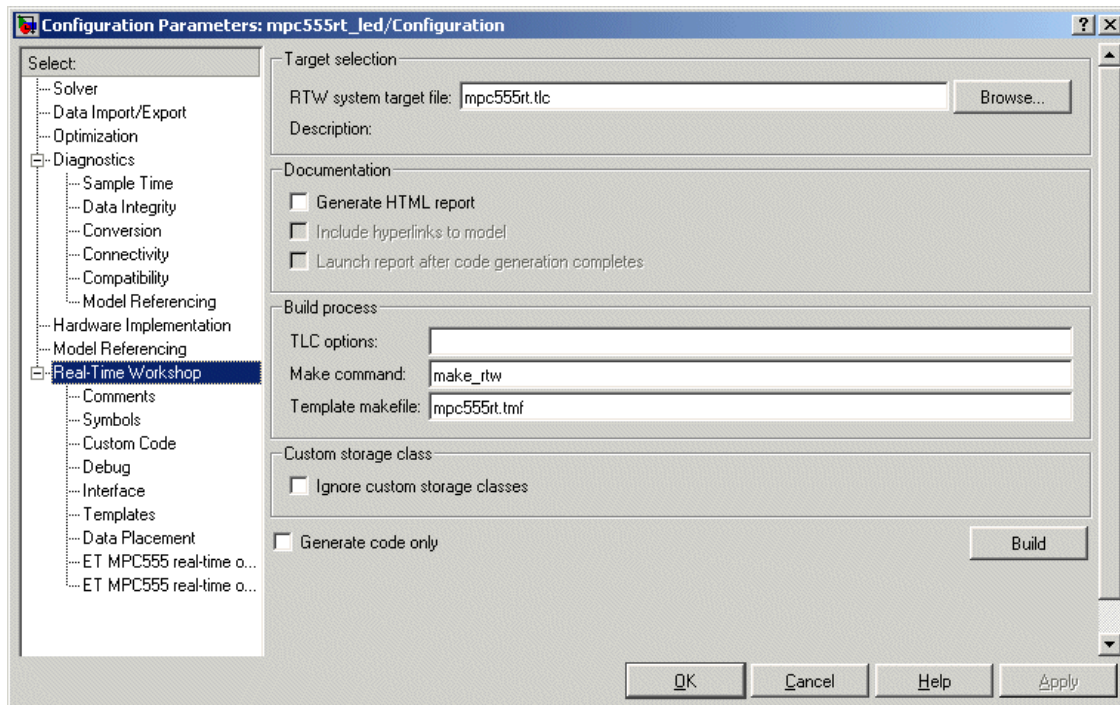 Configuration Parameters: mpc555rt_led/Configuration
Select:
Solver
Data Import/Export
Optimization
Diagnostics
Sample Time
Data Integrity
Conversion
Connectivity
Compatibility
Model Referencing
Hardware Implementation
Model Referencing
Real-Time Workshop
Comments
Symbols
Custom Code
Debug
Interface
Templates
Data Placement
ET MPC555 real-time o...
ET MPC555 real-time o...
Target selection
RTW system target file: mpc555rt.tlc Browse...
Description:
Documentation
Generate HTML report
Include hyperlinks to model
Launch report after code generation completes
Build process
TLC options:
Make command: make_rtw
Template makefile: mpc555rt.tmf
Custom storage class
Ignore custom storage classes
Generate code only Build
OK Cancel Help Apply